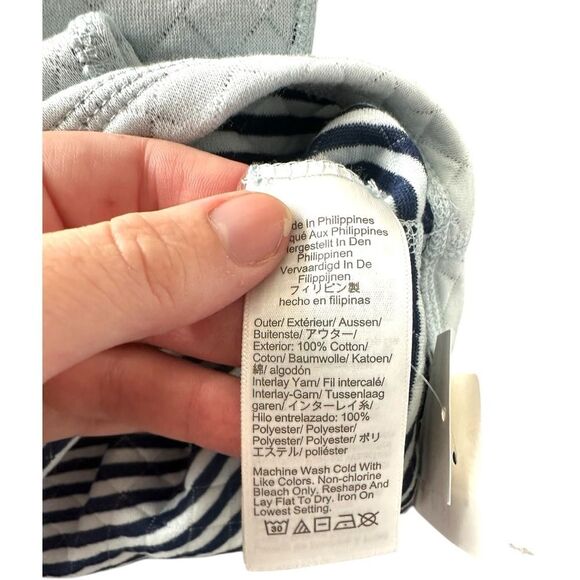 In Philippines
Aux Philippines
In Den
Philippinen
Vervaardigd In De
Filippijnen
フィリピン製
hecho en filipinas
Outer/ Extérieur/ Aussen/
Buitenste/ アウター/
Exterior: 100% Cotton/
Coton/ Baumwolle/ Katoen/
綿/ algodón
Interlay Yarn/ Fil intercalé/
Interlay-Garn/ Tussenlaag
garen/ インターレイ糸/
Hilo entrelazado: 100%
Polyester/ Polyester/
Polyester/ Polyester/ ポリ
エステル/ poliéster
Machine Wash Cold With
Like Colors. Non-chlorine
Bleach Only. Reshape And
Lay Flat To Dry. Iron On
Lowest Setting.
30